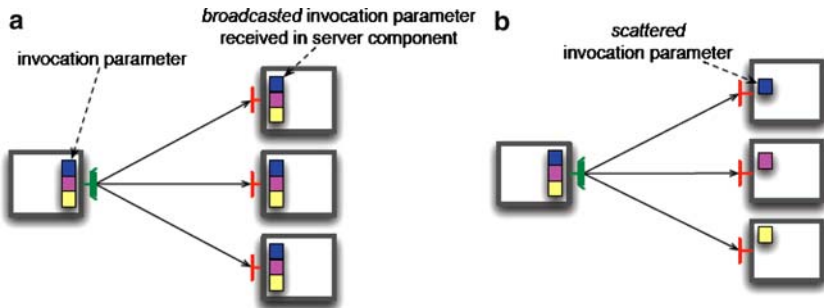 a
broadcasted invocation parameter
received in server component
invocation parameter
b
scattered
invocation parameter